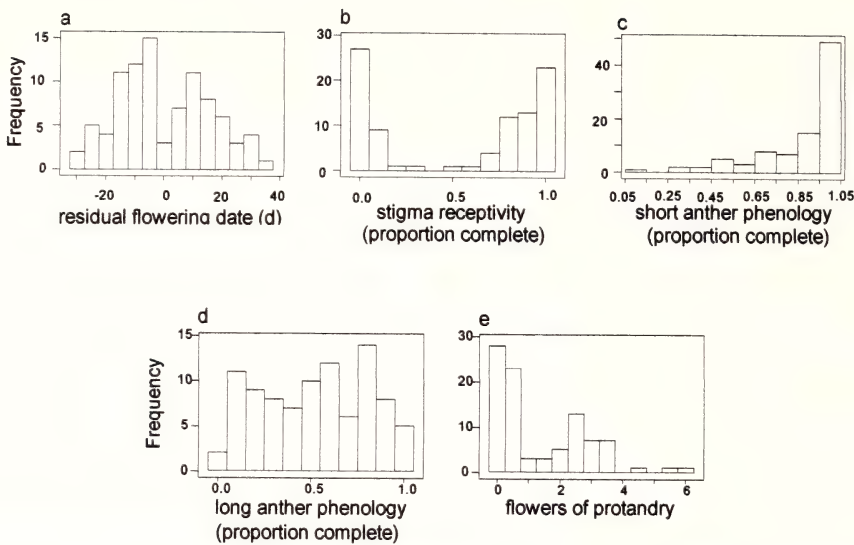 a
15
10
5
0
Frequency
-20 0 20 40
residual flowering date (d)
b
30
20
10
0
0.0 0.5 1.0
stigma receptivity
(proportion complete)
c
40
20
0
0.05 0.25 0.45 0.65 0.85 1.05
short anther phenology
(proportion complete)
d
15
10
5
0
Frequency
0.0 0.5 1.0
long anther phenology
(proportion complete)
e
30
20
10
0
0 2 4 6
flowers of protandry